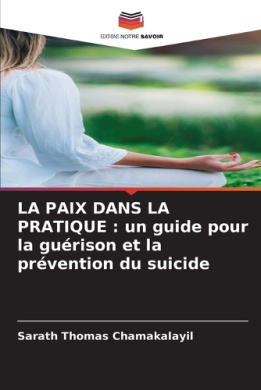 EDITIONS NOTRE SAVOIR
LA PAIX DANS LA
PRATIQUE : un guide pour
la guérison et la
prévention du suicide
Sarath Thomas Chamakalayil